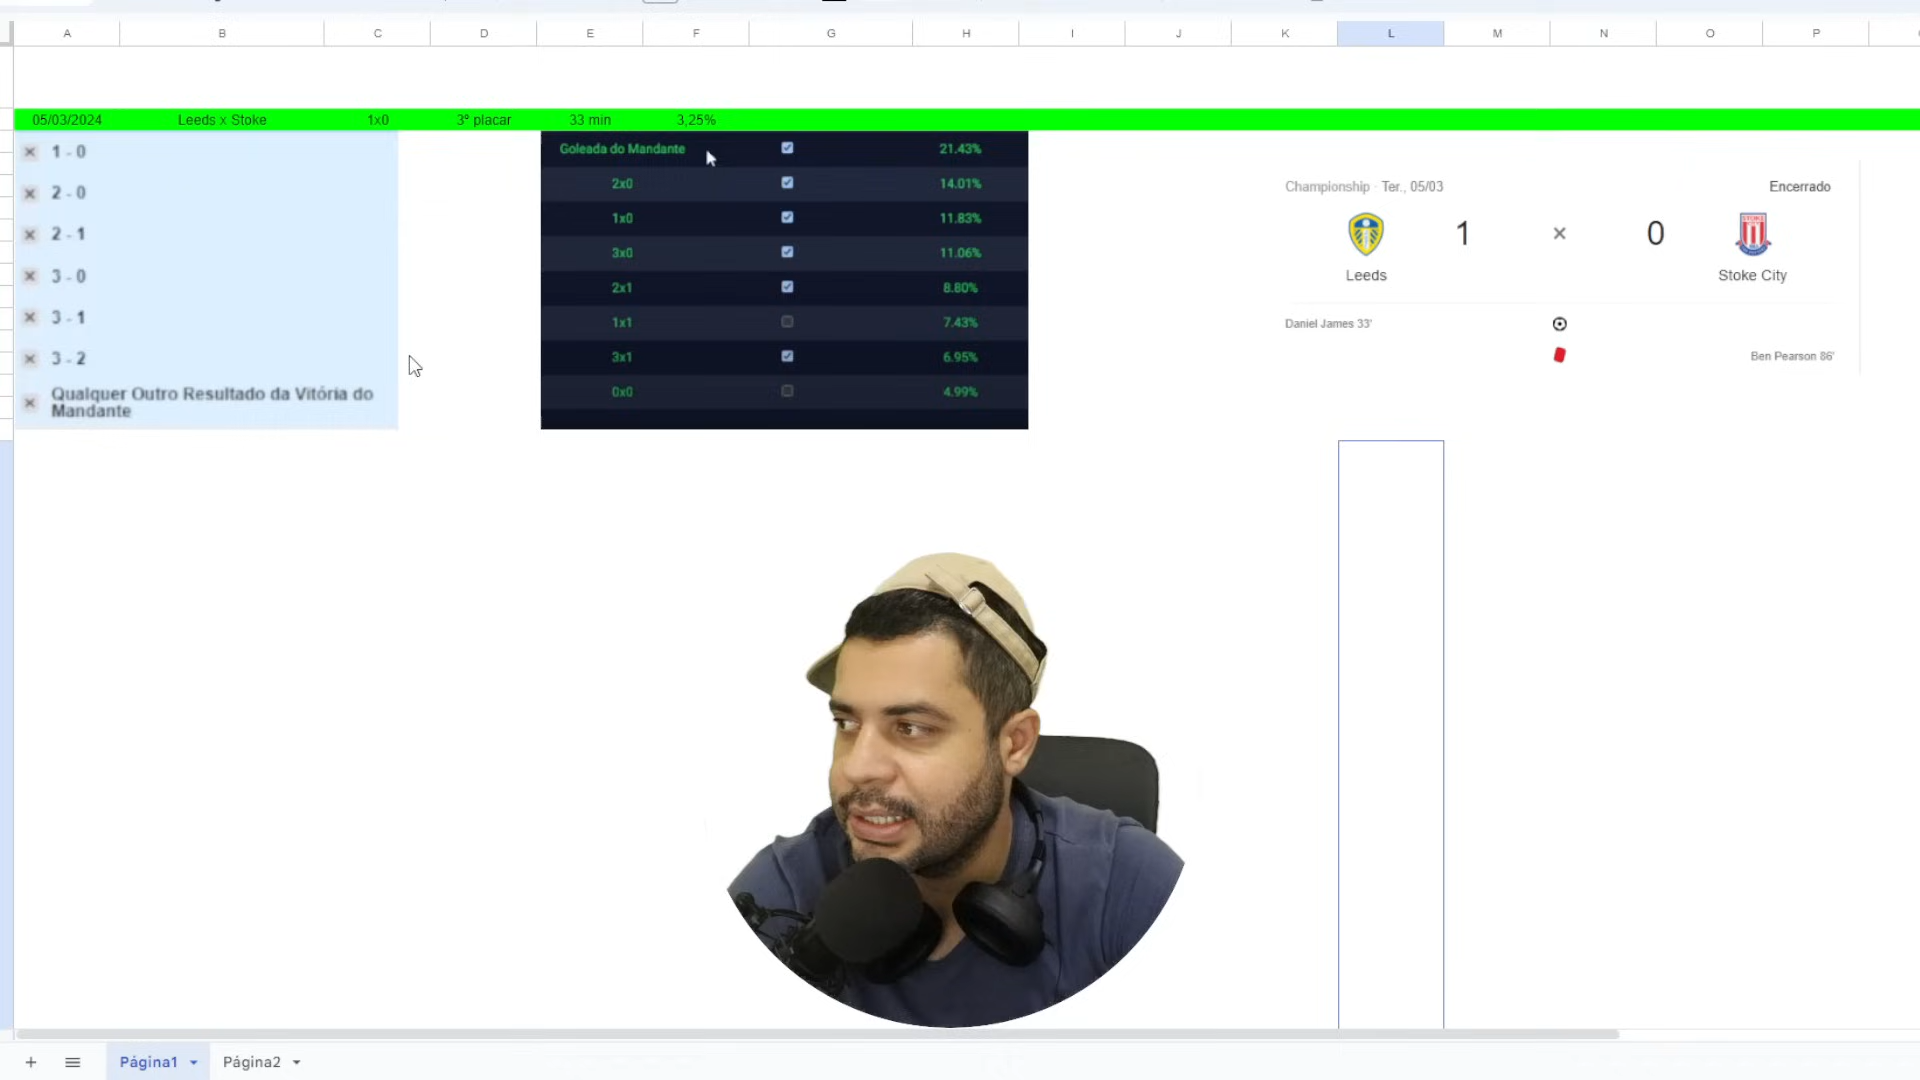 A B C D E F G H I J K L M N O P
05/03/2024 Leeds x Stoke 1x0 3º placar 33 min 3,25%
1 - 0
2 - 0
2 - 1
3 - 0
3 - 1
3 - 2
Qualquer Outro Resultado da Vitória do
Mandante
Goleada do Mandante 21.43%
2x0 14.01%
1x0 11.83%
3x0 11.06%
2x1 8.80%
1x1 7.43%
3x1 6.95%
0x0 4.99%
Championship · Ter., 05/03 Encerrado
1 × 0
Leeds Stoke City
Daniel James 33'
Ben Pearson 86'
Página1 Página2